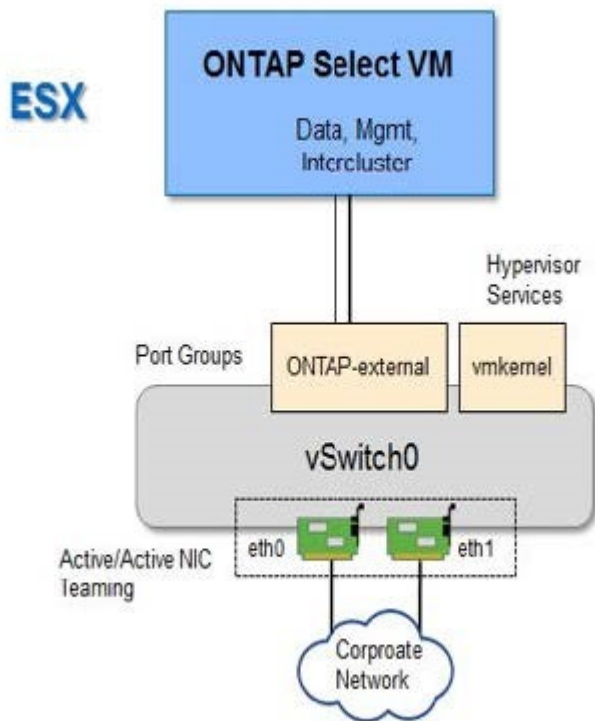 ESX
ONTAP Select VM
Data, Mgmt,
Intercluster
Hypervisor
Services
Port Groups
ONTAP-external
vmkernel
vSwitch0
eth0
eth1
Active/Active NIC
Teaming
Corproate
Network